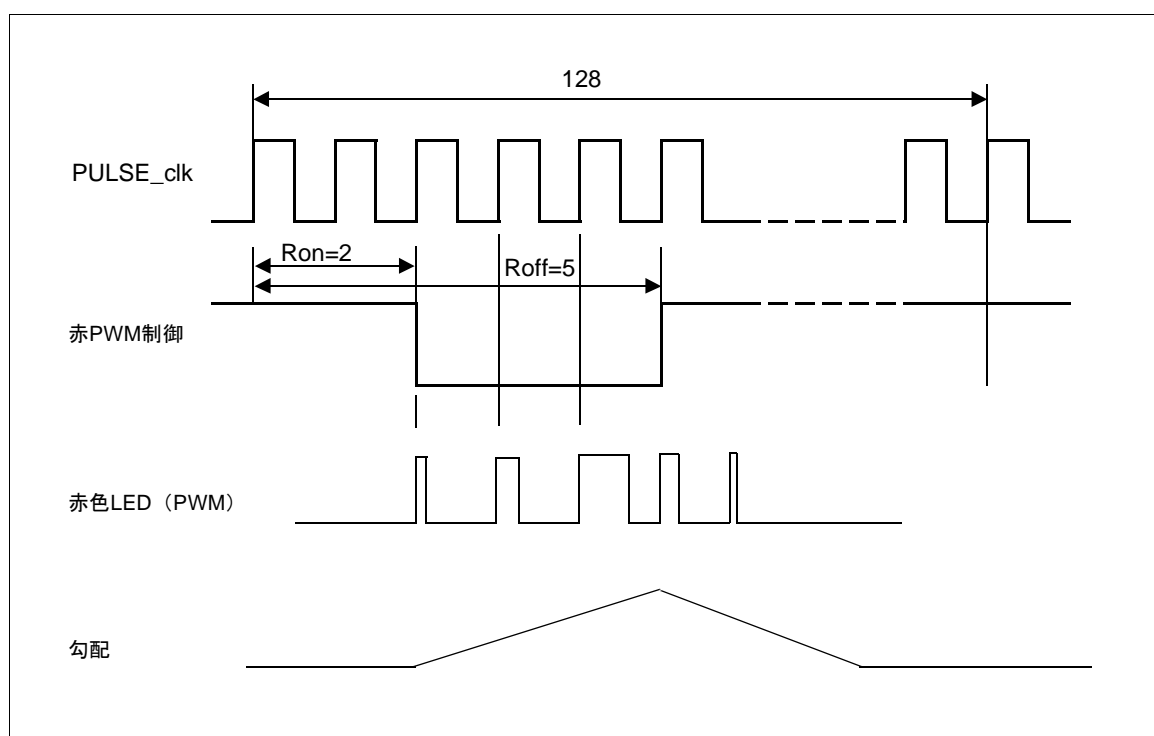 128
PULSE_clk
Ron=2
Roff=5
赤PWM制御
赤色LED（PWM）
勾配